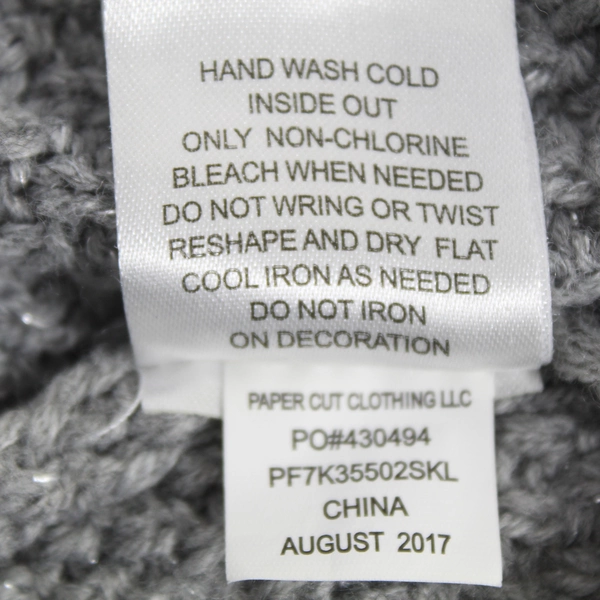 HAND WASH COLD
INSIDE OUT
ONLY NON-CHLORINE
BLEACH WHEN NEEDED
DO NOT WRING OR TWIST
RESHAPE AND DRY FLAT
COOL IRON AS NEEDED
DO NOT IRON
ON DECORATION
PAPER CUT CLOTHING LLC
PO#430494
PF7K35502SKL
CHINA
AUGUST 2017